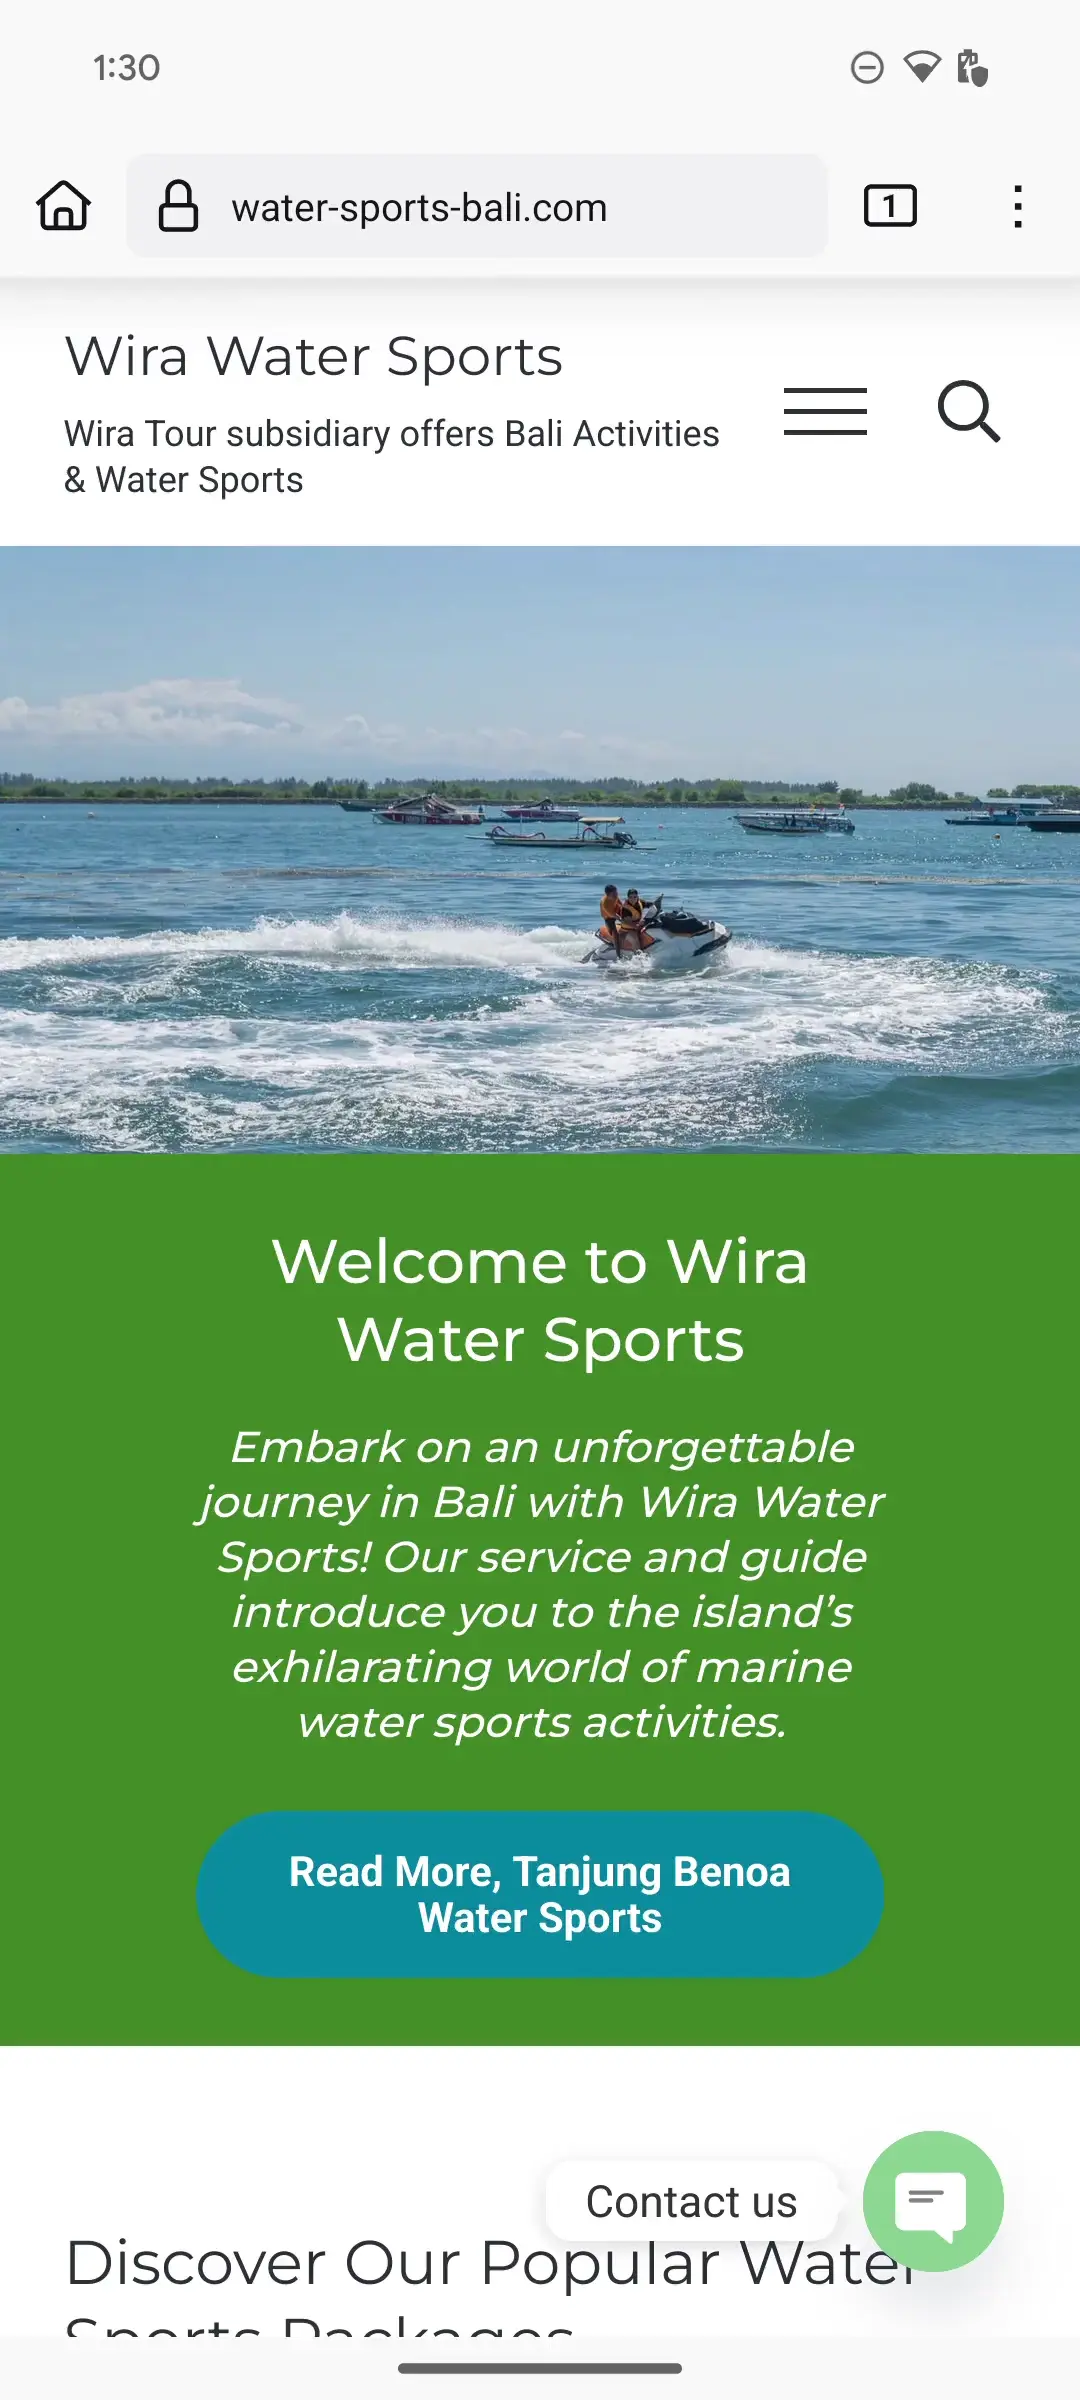 1:30
water-sports-bali.com
1
Wira Water Sports
Wira Tour subsidiary offers Bali Activities
& Water Sports
Welcome to Wira
Water Sports
Embark on an unforgettable
journey in Bali with Wira Water
Sports! Our service and guide
introduce you to the island’s
exhilarating world of marine
water sports activities.
Read More, Tanjung Benoa
Water Sports
Contact us
Discover Our Popular Water
Sports Packages